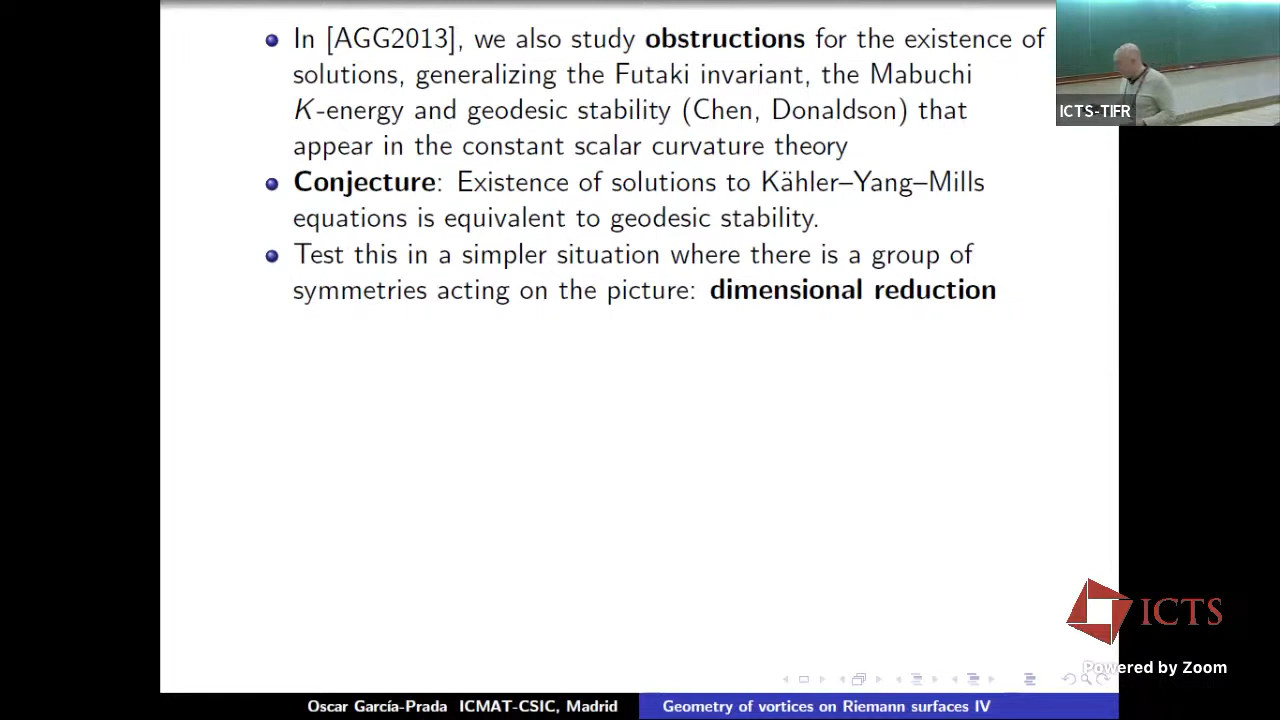 In [AGG2013], we also study obstructions for the existence of
solutions, generalizing the Futaki invariant, the Mabuchi
K-energy and geodesic stability (Chen, Donaldson) that
appear in the constant scalar curvature theory
Conjecture: Existence of solutions to Kähler–Yang–Mills
equations is equivalent to geodesic stability.
Test this in a simpler situation where there is a group of
symmetries acting on the picture: dimensional reduction
ICTS-TIFR
ICTS
Powered by Zoom
Oscar García-Prada ICMAT-CSIC, Madrid
Geometry of vortices on Riemann surfaces IV